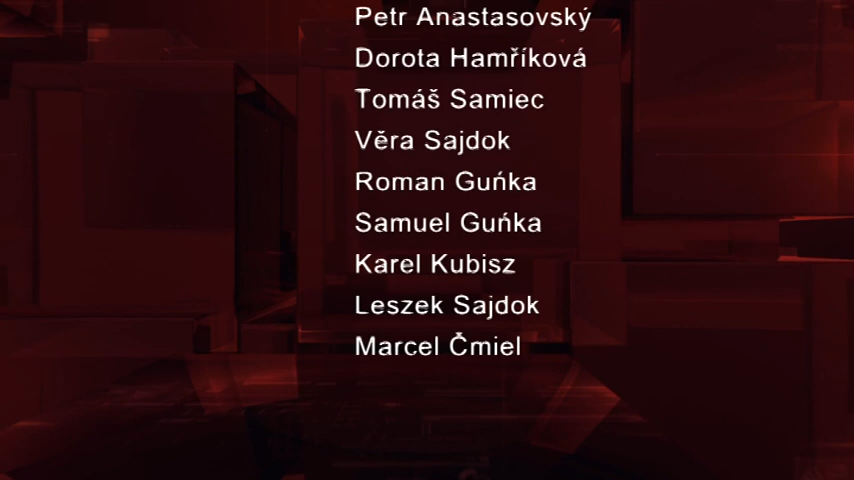 Petr Anastasovský
Dorota Hamříková
Tomáš Samiec
Věra Sajdok
Roman Guńka
Samuel Guńka
Karel Kubisz
Leszek Sajdok
Marcel Čmiel